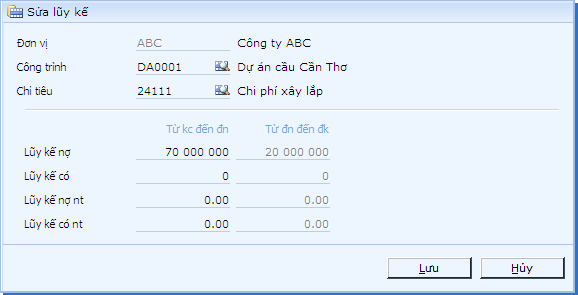 Sửa lũy kế
Đơn vị ABC Công ty ABC
Công trình DA0001 Dự án cầu Cần Thơ
Chỉ tiêu 24111 Chi phí xây lắp
Từ kc đến đn Từ đn đến đk
Lũy kế nợ 70 000 000 20 000 000
Lũy kế có 0 0
Lũy kế nợ nt 0.00 0.00
Lũy kế có nt 0.00 0.00
Lưu Hủy